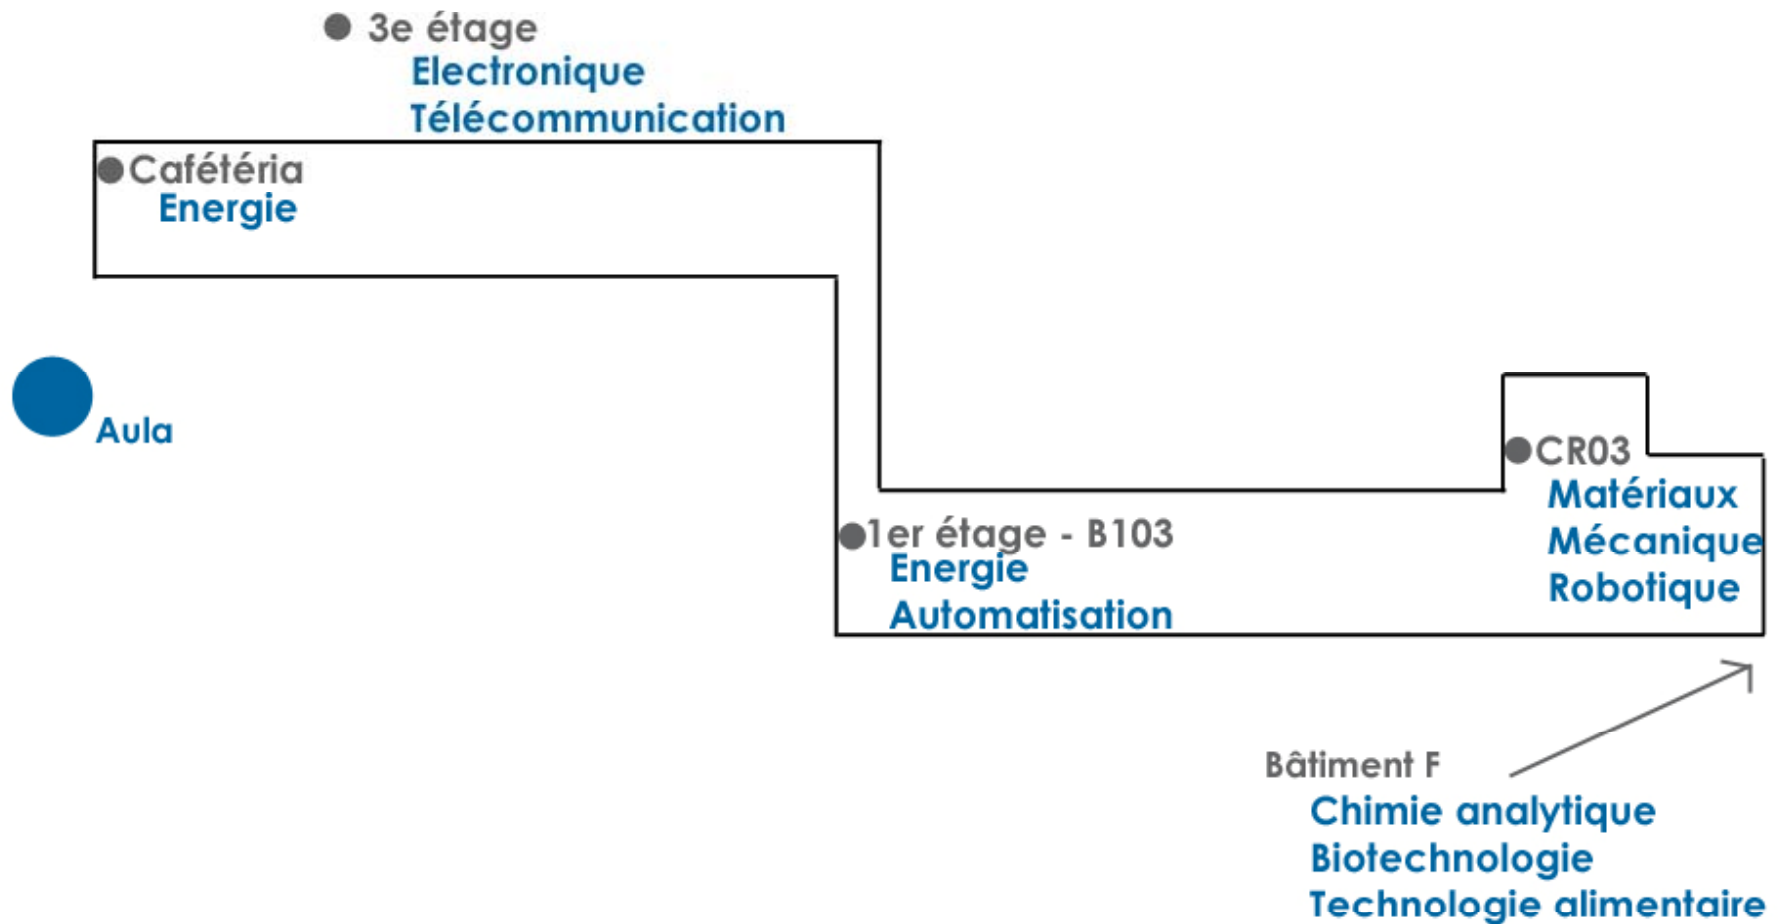 3e étage
Electronique
Télécommunication
Cafétéria
Energie
Aula
CR03
Matériaux
Mécanique
Robotique
1er étage - B103
Energie
Automatisation
Bâtiment F
Chimie analytique
Biotechnologie
Technologie alimentaire